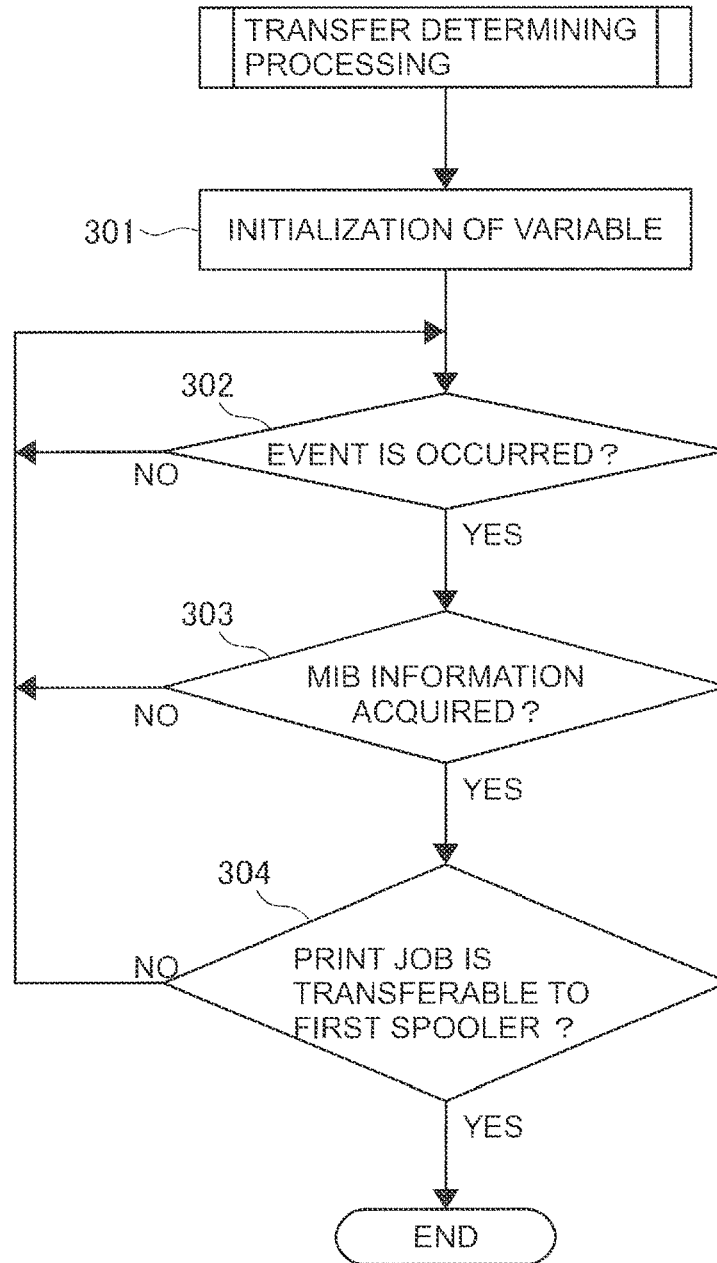 TRANSFER DETERMINING
PROCESSING
301
INITIALIZATION OF VARIABLE
302
EVENT IS OCCURRED?
NO
YES
303
MIB INFORMATION
ACQUIRED?
NO
YES
304
NO
PRINT JOB IS
TRANSFERABLE TO
FIRST SPOOLER ?
YES
END